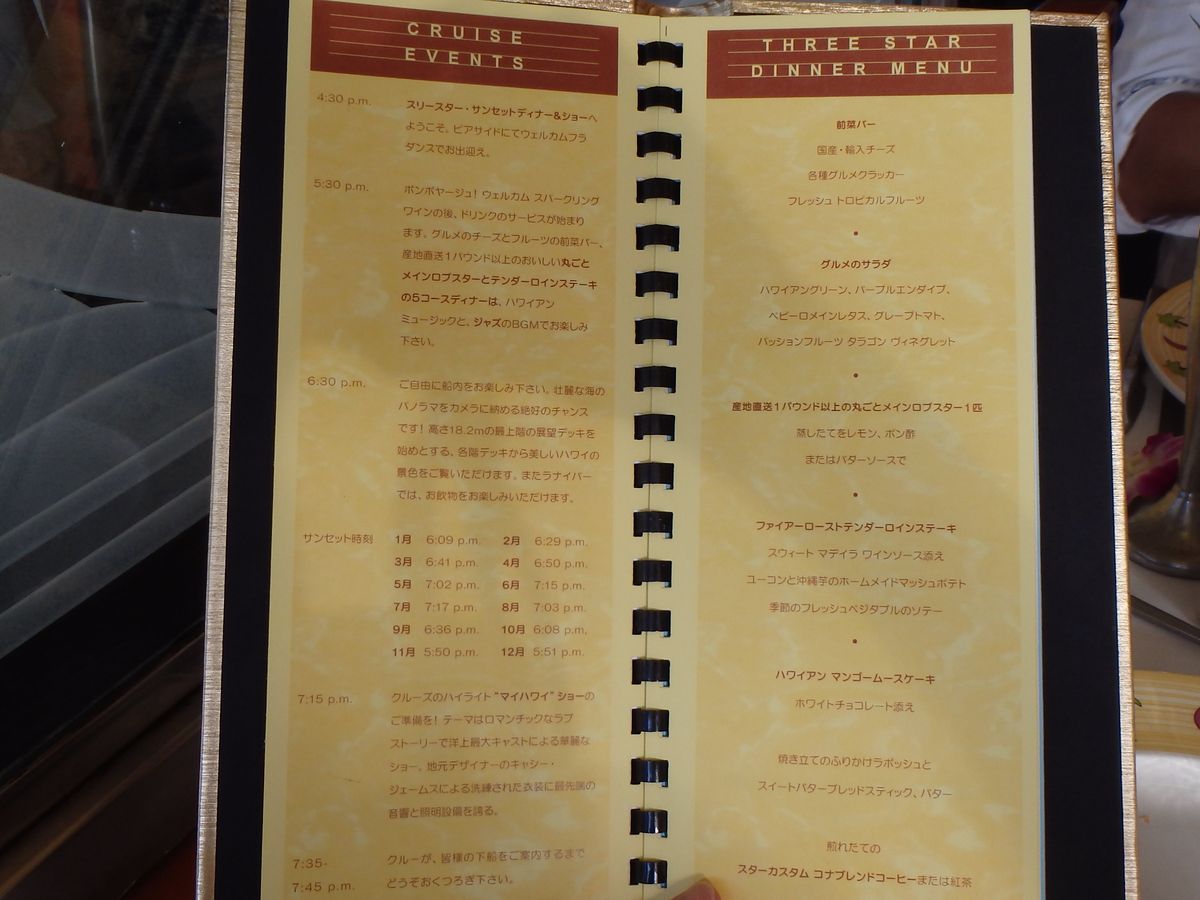 CRUISE
EVENTS
4:30 p.m.
スリースター・サンセットディナー&ショーへ
ようこそ。ピアサイドにてウェルカムフラ
ダンスでお出迎え。
5:30 p.m.
ボンボヤージュ! ウェルカム スパークリング
ワインの後、ドリンクのサービスが始まり
ます。グルメのチーズとフルーツの前菜バー、
産地直送1パウンド以上のおいしい丸ごと
メインロブスターとテンダーロインステーキ
の5コースディナーは、ハワイアン
ミュージックと、ジャズのBGMでお楽しみ
下さい。
6:30 p.m.
ご自由に船内をお楽しみ下さい。壮麗な海の
パノラマをカメラに納める絶好のチャンス
です! 高さ18.2mの最上階の展望デッキを
始めとする、各階デッキから美しいハワイの
景色をご覧いただけます。またラナイバー
では、お飲物をお楽しみいただけます。
サンセット時刻
1月 6:09 p.m. 2月 6:29 p.m.
3月 6:41 p.m. 4月 6:50 p.m.
5月 7:02 p.m. 6月 7:15 p.m.
7月 7:17 p.m. 8月 7:03 p.m.
9月 6:36 p.m. 10月 6:08 p.m.
11月 5:50 p.m. 12月 5:51 p.m.
7:15 p.m.
クルーズのハイライト"マイハワイ" ショーの
ご準備を! テーマはロマンチックなラブ
ストーリーで洋上最大キャストによる華麗な
ショー。地元デザイナーのキャシー・
ジェームスによる洗練された衣装に最先端の
音響と照明設備を誇る。
7:35-
7:45 p.m.
クルーが、皆様の下船をご案内するまで
どうぞおくつろぎ下さい。
THREE STAR
DINNER MENU
前菜バー
国産・輸入チーズ
各種グルメクラッカー
フレッシュ トロピカルフルーツ
•
グルメのサラダ
ハワイアングリーン、パープルエンダイブ、
ベビーロメインレタス、グレープトマト、
パッションフルーツ タラゴン ヴィネグレット
•
産地直送1パウンド以上の丸ごとメインロブスター1匹
蒸したてをレモン、ポン酢
またはバターソースで
•
ファイアーローストテンダーロインステーキ
スウィート マデイラ ワインソース添え
ユーコンと沖縄芋のホームメイドマッシュポテト
季節のフレッシュベジタブルのソテー
•
ハワイアン マンゴームースケーキ
ホワイトチョコレート添え
焼き立てのふりかけラボッシュと
スイートバターブレッドスティック、バター
煎れたての
スターカスタム コナブレンドコーヒーまたは紅茶